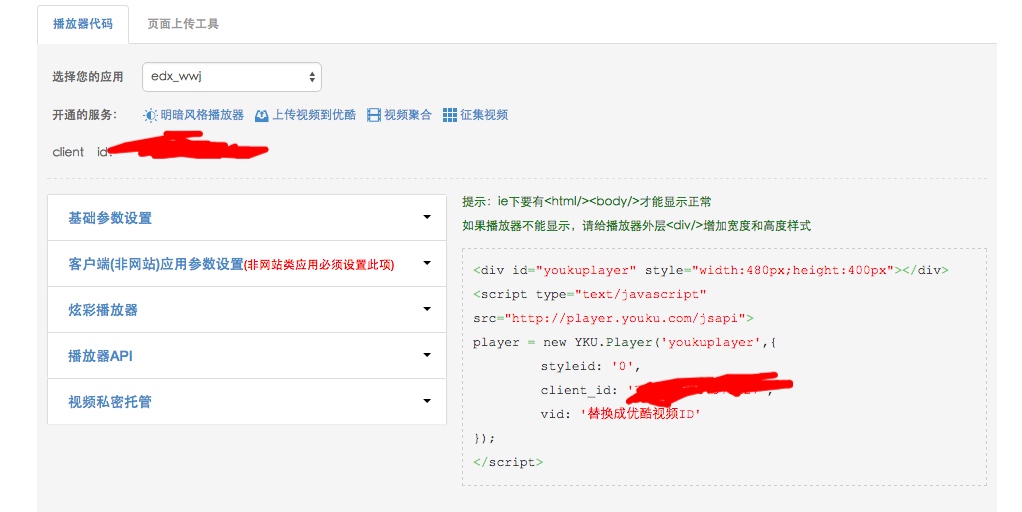 播放器代码 页面上传工具
选择您的应用 edx_wwj
开通的服务： 明暗风格播放器 上传视频到优酷 视频聚合 征集视频
client id:
基础参数设置
客户端(非网站)应用参数设置(非网站类应用必须设置此项)
炫彩播放器
播放器API
视频私密托管
提示：ie下要有<html/><body/>才能显示正常
如果播放器不能显示，请给播放器外层<div/>增加宽度和高度样式
<div id="youkuplayer" style="width:480px;height:400px"></div>
<script type="text/javascript"
src="http://player.youku.com/jsapi">
player = new YKU.Player('youkuplayer',{
styleid: '0',
client_id: '
vid: '替换成优酷视频ID'
});
</script>